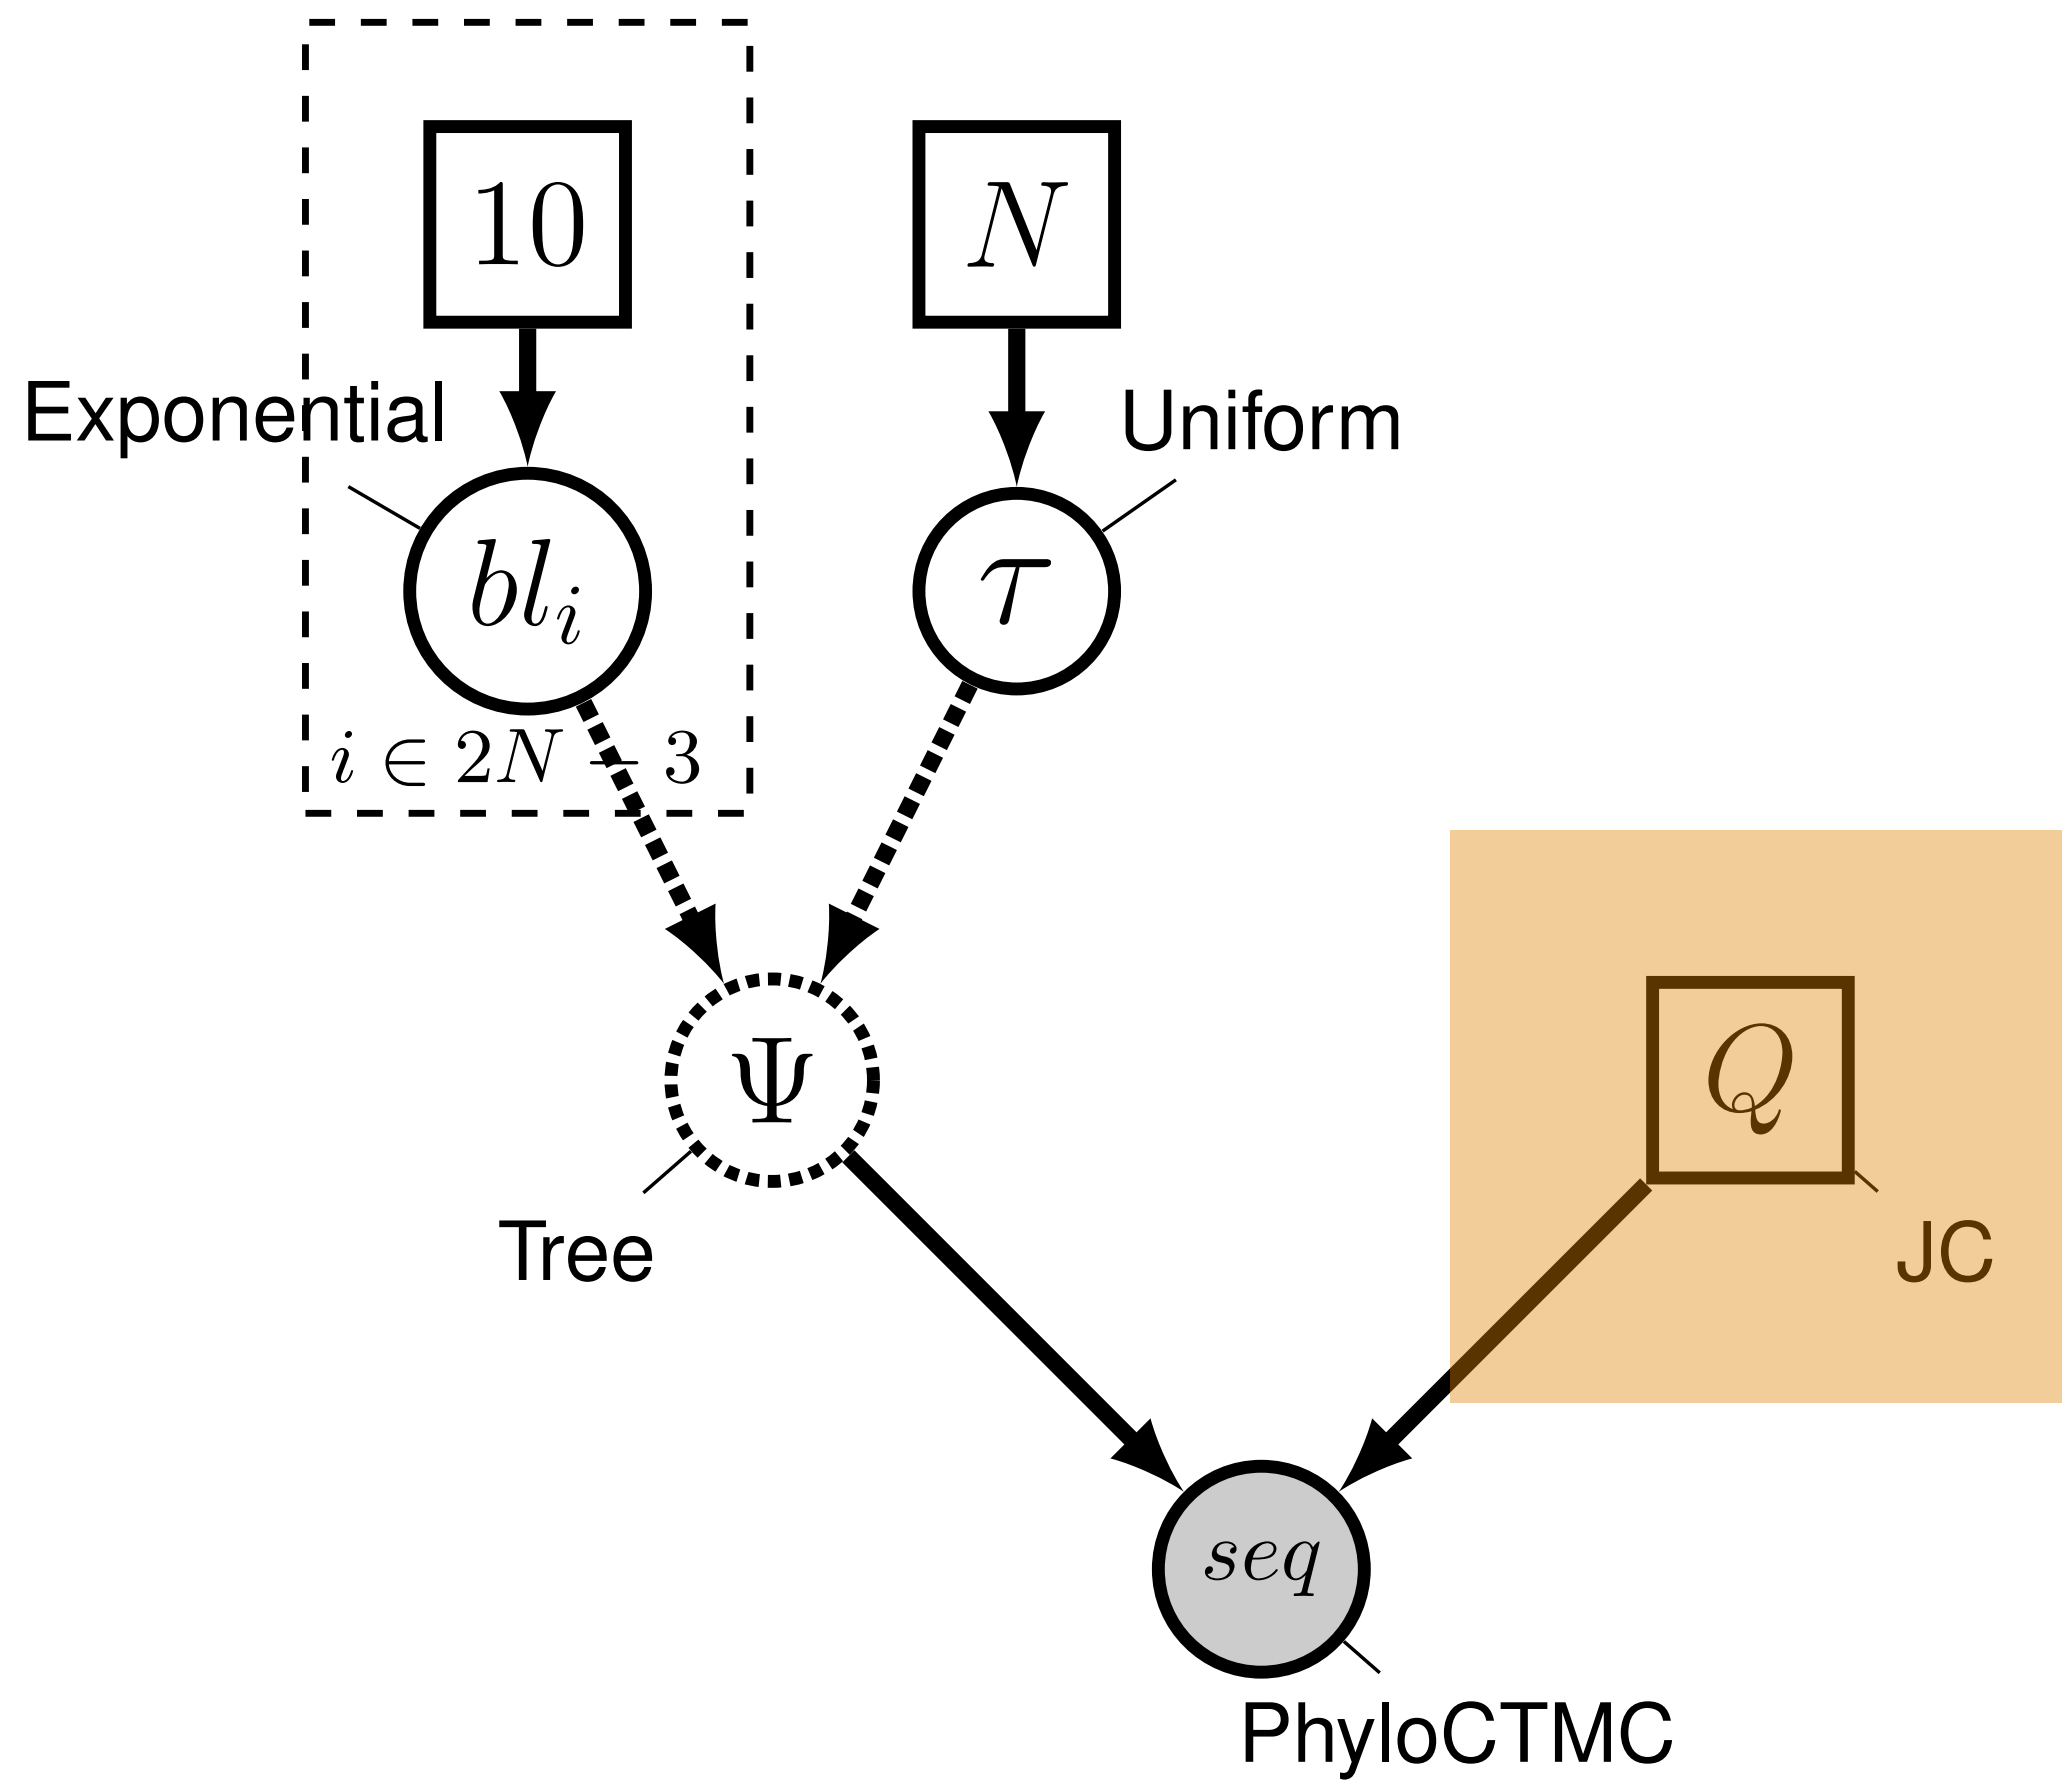 10
N
Exponential
Uniform
bl_i
τ
i ∈ 2N − 3
Ψ
Q
Tree
JC
seq
PhyloCTMC